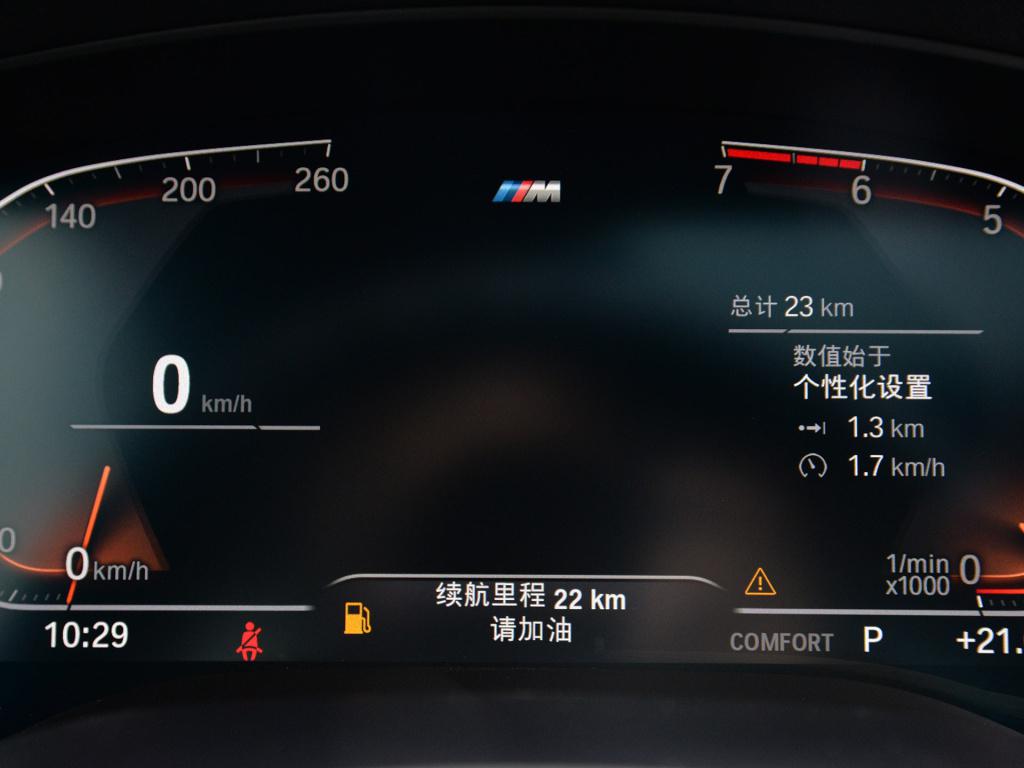 140
200
260
M
7
6
5
总计 23 km
数值始于
个性化设置
1.3 km
1.7 km/h
0 km/h
0
0 km/h
1/min
x1000
0
续航里程 22 km
请加油
10:29
COMFORT
P
+21.